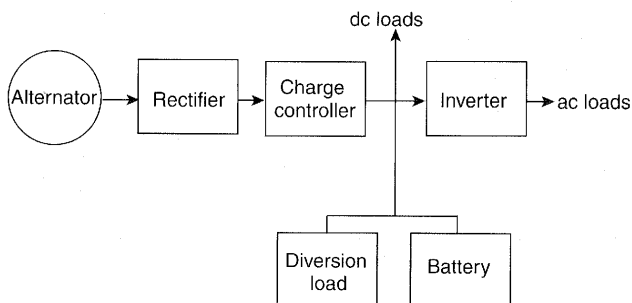 dc loads
Alternator
Rectifier
Charge
controller
Inverter
ac loads
Diversion
load
Battery